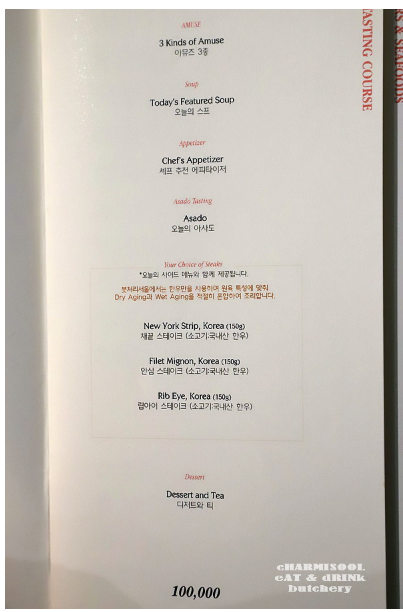 AMUSE
3 Kinds of Amuse
아뮤즈 3종
Soup
Today's Featured Soup
오늘의 스프
Appetizer
Chef's Appetizer
셰프 추천 에피타이저
Asado Tasting
Asado
오늘의 아사도
Your Choice of Steaks
*오늘의 사이드 메뉴와 함께 제공됩니다.
붓처리서울에서는 한우만을 사용하며 원육 특성에 맞춰
Dry Aging과 Wet Aging을 적절히 혼합하여 조리합니다.
New York Strip, Korea (150g)
채끝 스테이크 (소고기:국내산 한우)
Filet Mignon, Korea (150g)
안심 스테이크 (소고기:국내산 한우)
Rib Eye, Korea (150g)
립아이 스테이크 (소고기:국내산 한우)
Dessert
Dessert and Tea
디저트와 티
100,000
TASTING COURSE
& SEAFOODS
CHARMISOOL
EAT & DRINK
butchery